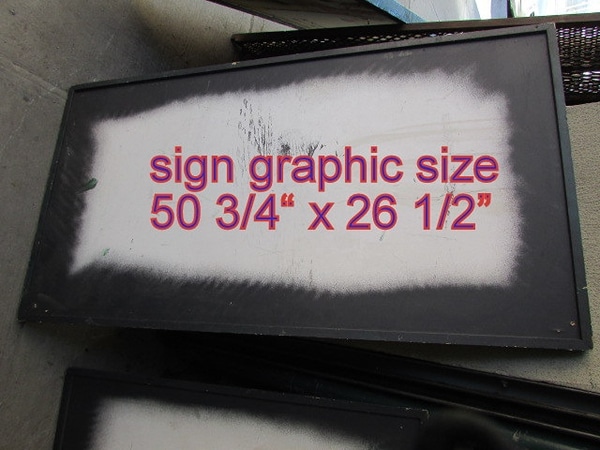 sign graphic size
50 3/4“ x 26 1/2”